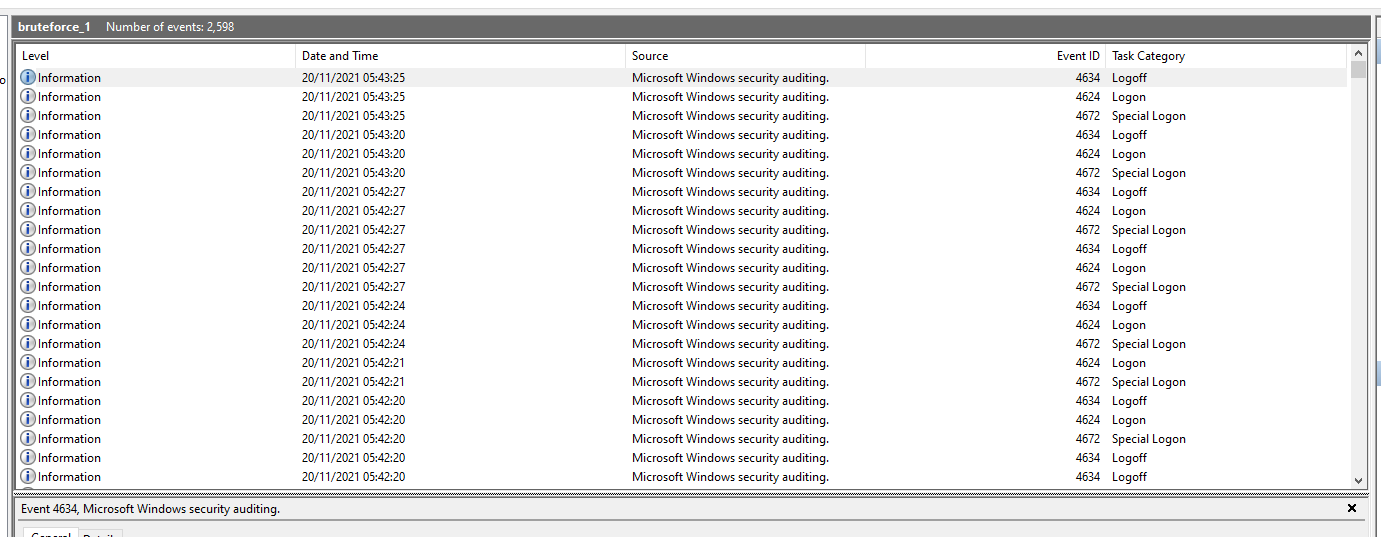 bruteforce_1 Number of events: 2,598
Level Date and Time Source Event ID Task Category
Information 20/11/2021 05:43:25 Microsoft Windows security auditing. 4634 Logoff
Information 20/11/2021 05:43:25 Microsoft Windows security auditing. 4624 Logon
Information 20/11/2021 05:43:25 Microsoft Windows security auditing. 4672 Special Logon
Information 20/11/2021 05:43:20 Microsoft Windows security auditing. 4634 Logoff
Information 20/11/2021 05:43:20 Microsoft Windows security auditing. 4624 Logon
Information 20/11/2021 05:43:20 Microsoft Windows security auditing. 4672 Special Logon
Information 20/11/2021 05:42:27 Microsoft Windows security auditing. 4634 Logoff
Information 20/11/2021 05:42:27 Microsoft Windows security auditing. 4624 Logon
Information 20/11/2021 05:42:27 Microsoft Windows security auditing. 4672 Special Logon
Information 20/11/2021 05:42:27 Microsoft Windows security auditing. 4634 Logoff
Information 20/11/2021 05:42:27 Microsoft Windows security auditing. 4624 Logon
Information 20/11/2021 05:42:27 Microsoft Windows security auditing. 4672 Special Logon
Information 20/11/2021 05:42:24 Microsoft Windows security auditing. 4634 Logoff
Information 20/11/2021 05:42:24 Microsoft Windows security auditing. 4624 Logon
Information 20/11/2021 05:42:24 Microsoft Windows security auditing. 4672 Special Logon
Information 20/11/2021 05:42:21 Microsoft Windows security auditing. 4624 Logon
Information 20/11/2021 05:42:21 Microsoft Windows security auditing. 4672 Special Logon
Information 20/11/2021 05:42:20 Microsoft Windows security auditing. 4634 Logoff
Information 20/11/2021 05:42:20 Microsoft Windows security auditing. 4624 Logon
Information 20/11/2021 05:42:20 Microsoft Windows security auditing. 4672 Special Logon
Information 20/11/2021 05:42:20 Microsoft Windows security auditing. 4634 Logoff
Information 20/11/2021 05:42:20 Microsoft Windows security auditing. 4634 Logoff
Event 4634, Microsoft Windows security auditing.
General Details